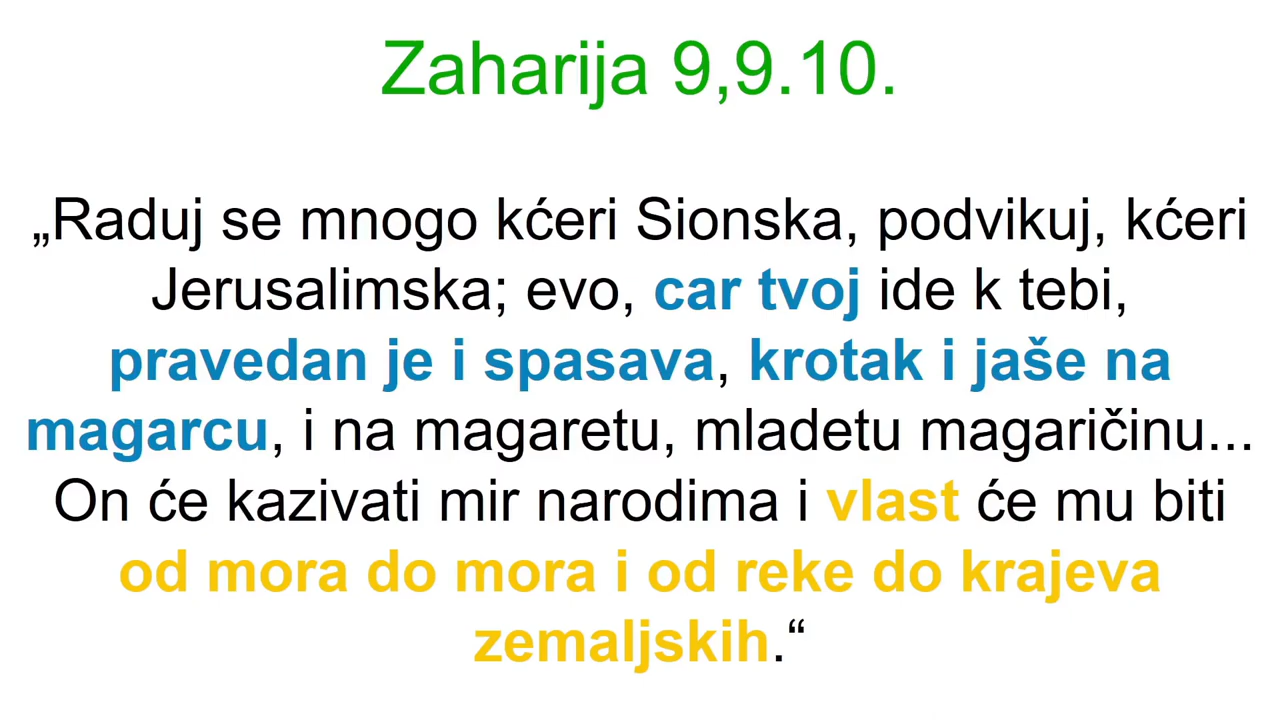 Zaharija 9,9.10.
„Raduj se mnogo kćeri Sionska, podvikuj, kćeri
Jerusalimska; evo, car tvoj ide k tebi,
pravedan je i spasava, krotak i jaše na
magarcu, i na magaretu, mladetu magaričinu...
On će kazivati mir narodima i vlast će mu biti
od mora do mora i od reke do krajeva
zemaljskih.“